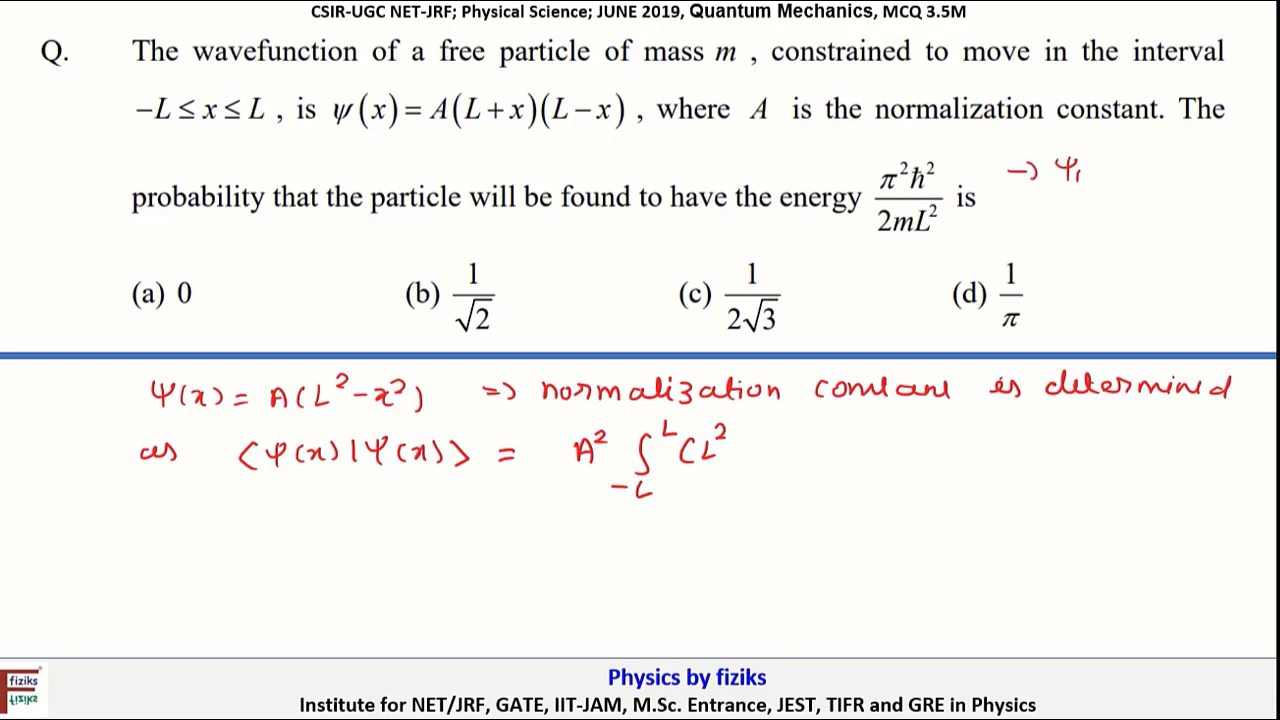 CSIR-UGC NET-JRF; Physical Science; JUNE 2019, Quantum Mechanics, MCQ 3.5M
Q. The wavefunction of a free particle of mass m , constrained to move in the interval
−L ≤ x ≤ L , is ψ(x) = A(L+x)(L−x) , where A is the normalization constant. The
probability that the particle will be found to have the energy π²ħ²/2mL² is → ψ₁
(a) 0 (b) 1/√2 (c) 1/2√3 (d) 1/π
Ψ(x) = A(L²−x²) ⇒ normalization constant is determined
as ⟨Ψ(x)|Ψ(x)⟩ = A² ∫₋L^L (L²
fiziks
fiziks
Physics by fiziks
Institute for NET/JRF, GATE, IIT-JAM, M.Sc. Entrance, JEST, TIFR and GRE in Physics